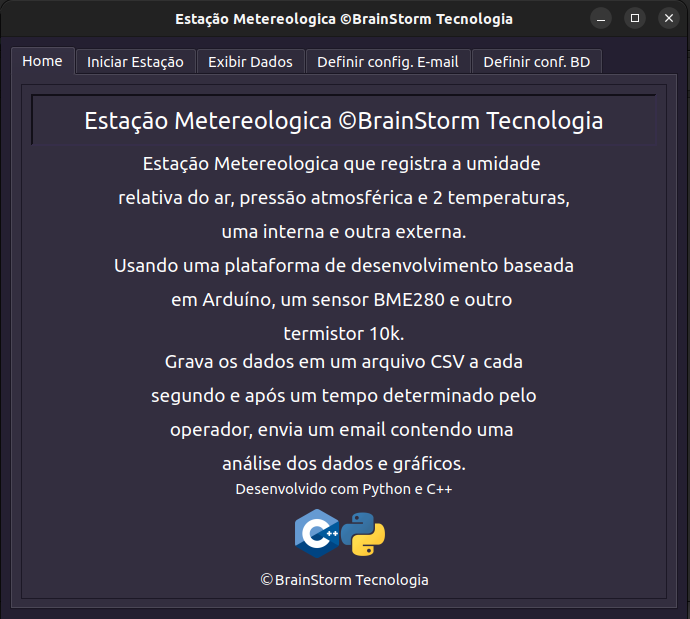 Estação Metereologica ©BrainStorm Tecnologia
Home
Iniciar Estação
Exibir Dados
Definir config. E-mail
Definir conf. BD
Estação Metereologica ©BrainStorm Tecnologia
Estação Metereologica que registra a umidade
relativa do ar, pressão atmosférica e 2 temperaturas,
uma interna e outra externa.
Usando uma plataforma de desenvolvimento baseada
em Arduíno, um sensor BME280 e outro
termistor 10k.
Grava os dados em um arquivo CSV a cada
segundo e após um tempo determinado pelo
operador, envia um email contendo uma
análise dos dados e gráficos.
Desenvolvido com Python e C++
C++
©BrainStorm Tecnologia